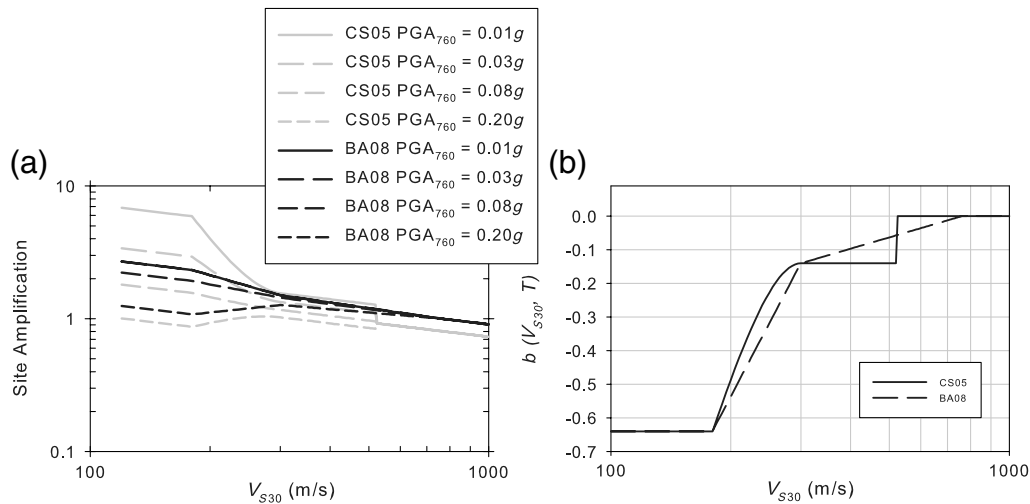 CS05 PGA760 = 0.01g
CS05 PGA760 = 0.03g
CS05 PGA760 = 0.08g
CS05 PGA760 = 0.20g
BA08 PGA760 = 0.01g
BA08 PGA760 = 0.03g
BA08 PGA760 = 0.08g
BA08 PGA760 = 0.20g
(a)
Site Amplification
10
1
0.1
100
1000
VS30 (m/s)
(b)
b (VS30, T)
0.0
-0.1
-0.2
-0.3
-0.4
-0.5
-0.6
-0.7
CS05
BA08
100
1000
VS30 (m/s)